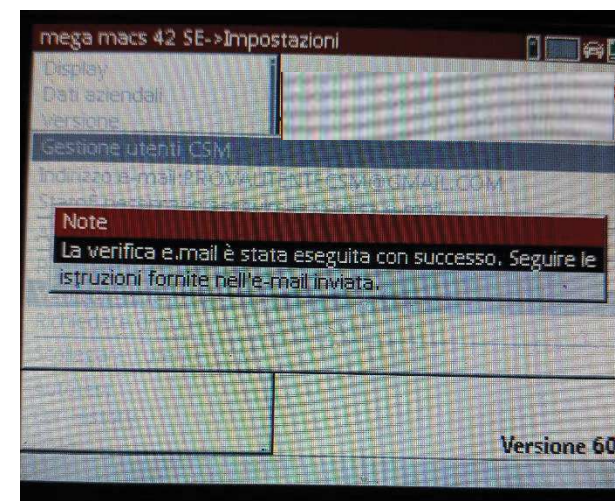 mega macs 42 SE->Impostazioni
Display
Dati aziendali
Versione
Gestione utenti CSM
Indirizzo e-mail:PROVAUTENTECSM@GMAIL.COM
Note
La verifica e.mail è stata eseguita con successo. Seguire le
istruzioni fornite nell'e-mail inviata.
Versione 60